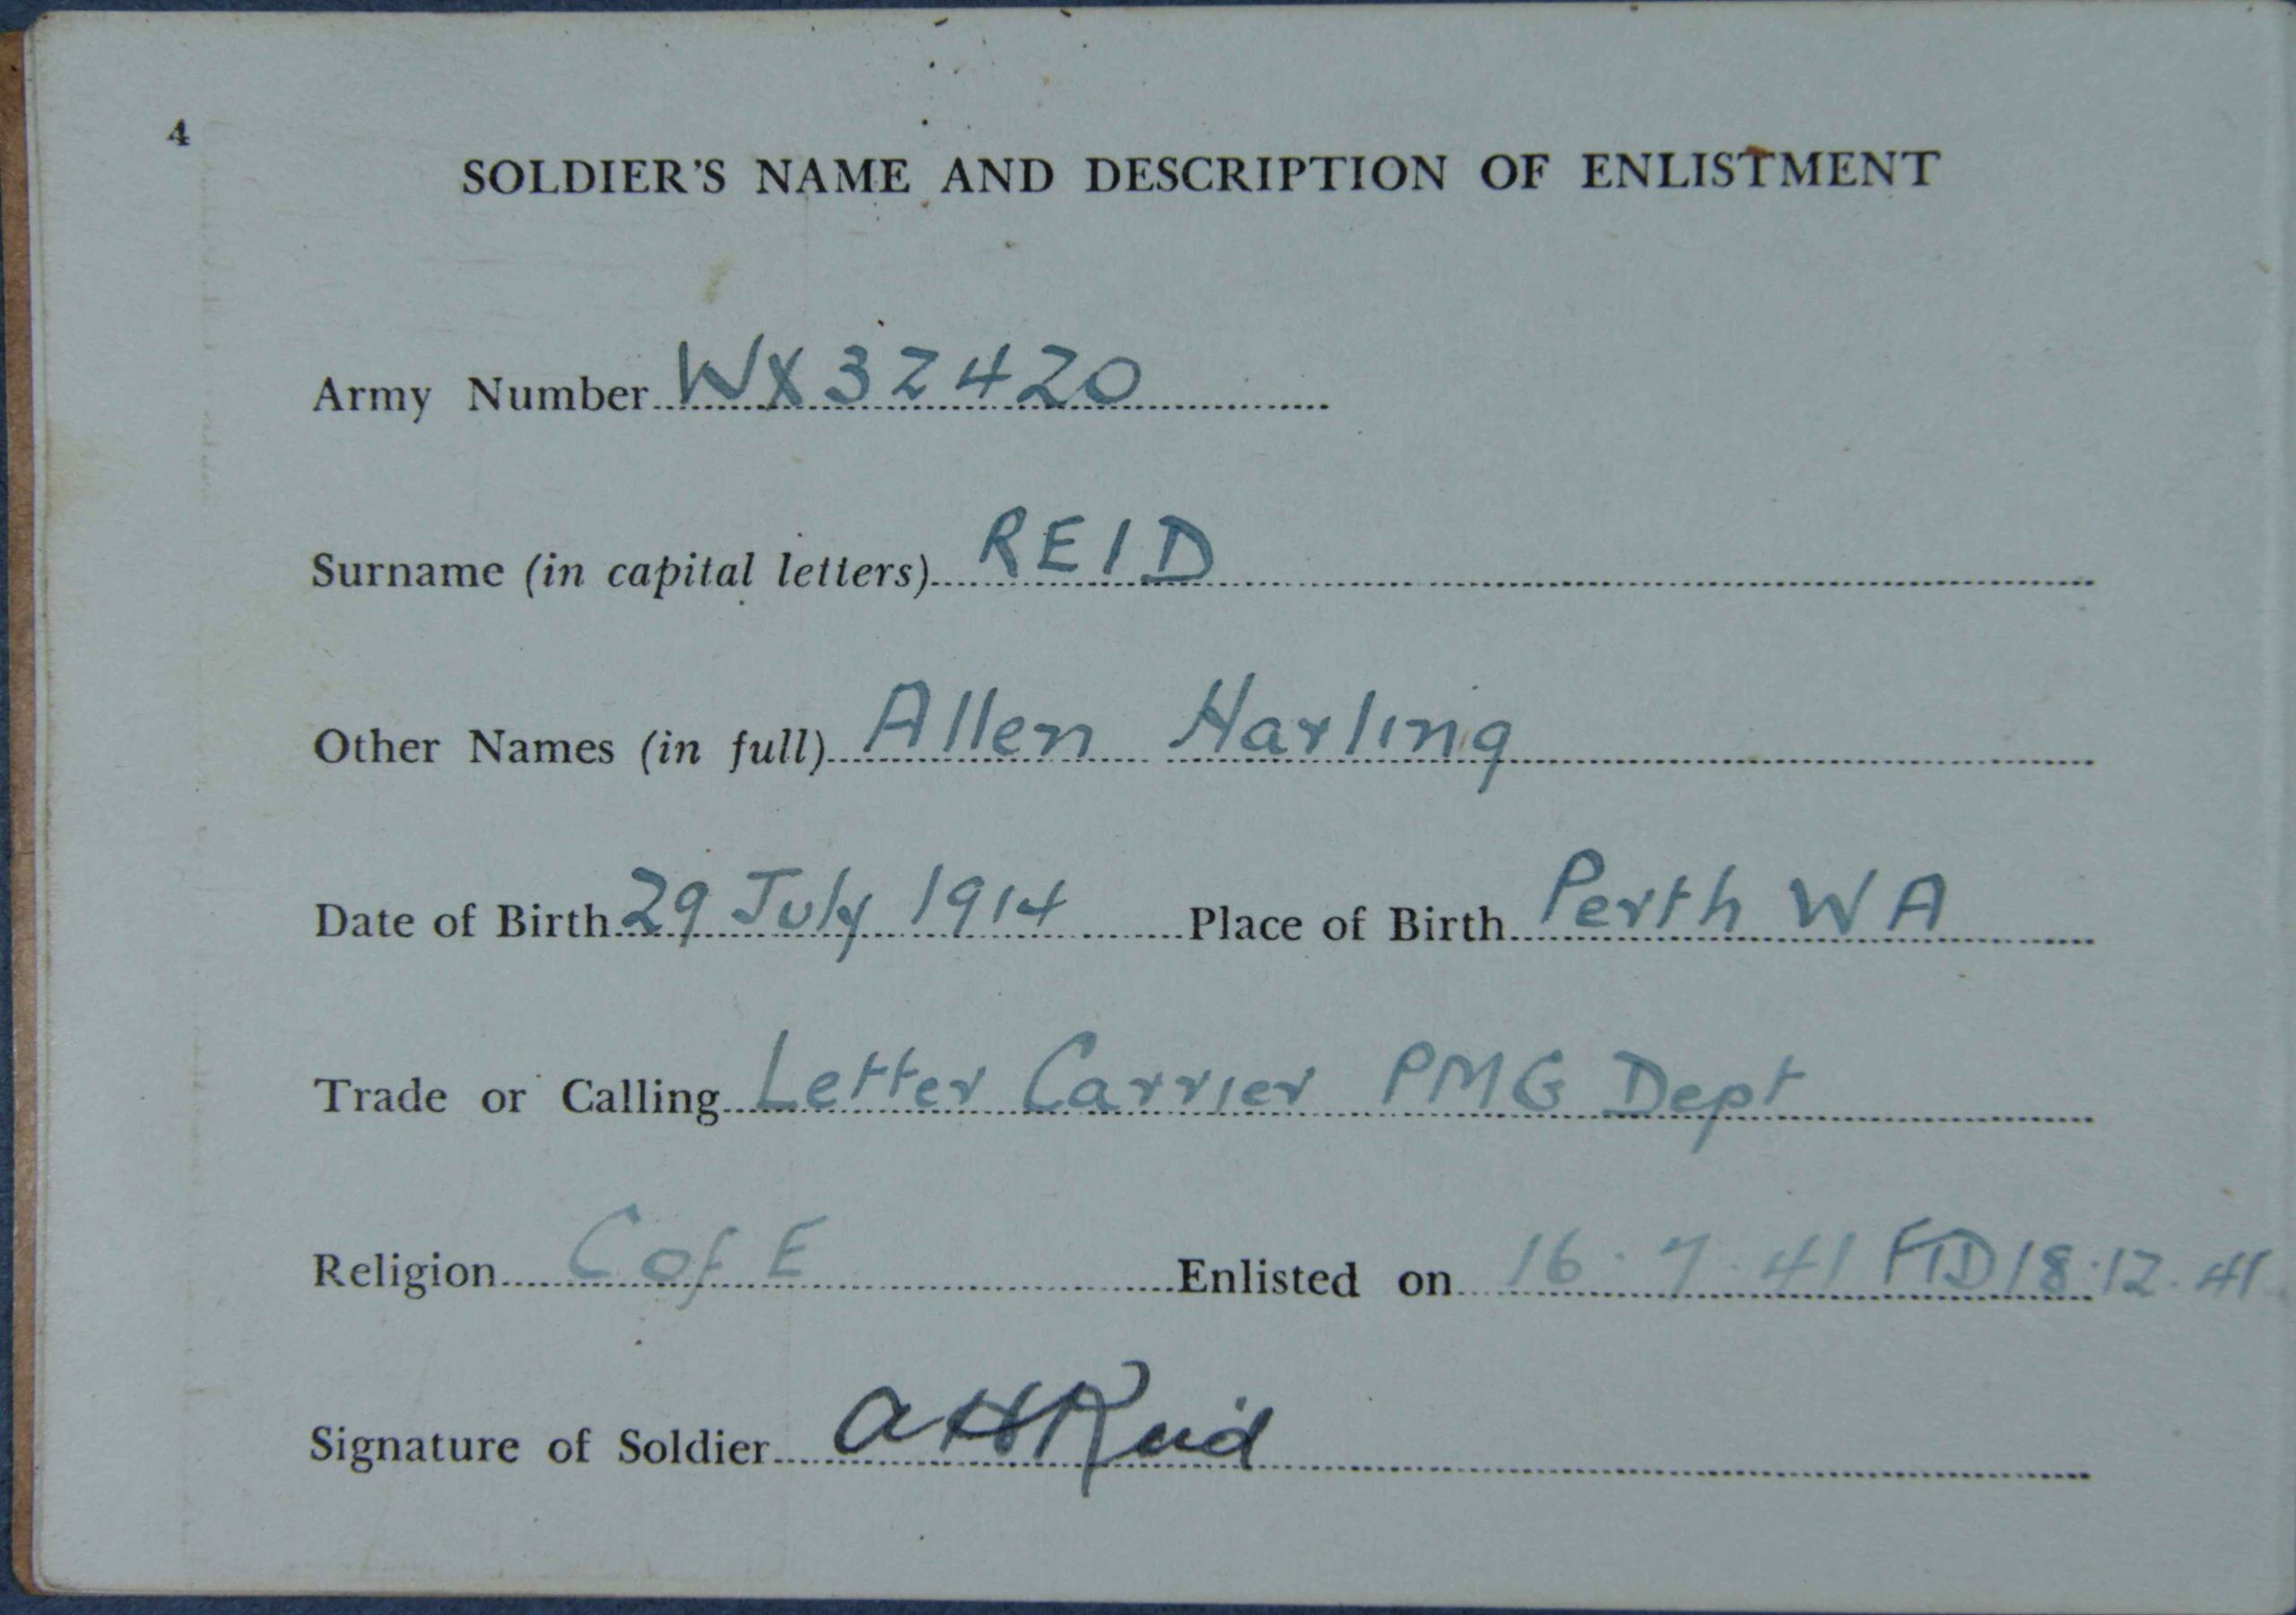 4
SOLDIER'S NAME AND DESCRIPTION OF ENLISTMENT
Army Number WX32420
Surname (in capital letters) REID
Other Names (in full) Allen Harling
Date of Birth 29 July 1914 Place of Birth Perth WA
Trade or Calling Letter Carrier PMG Dept
Religion C of E Enlisted on 16.7.41 FTD 18.12.41
Signature of Soldier AHReid